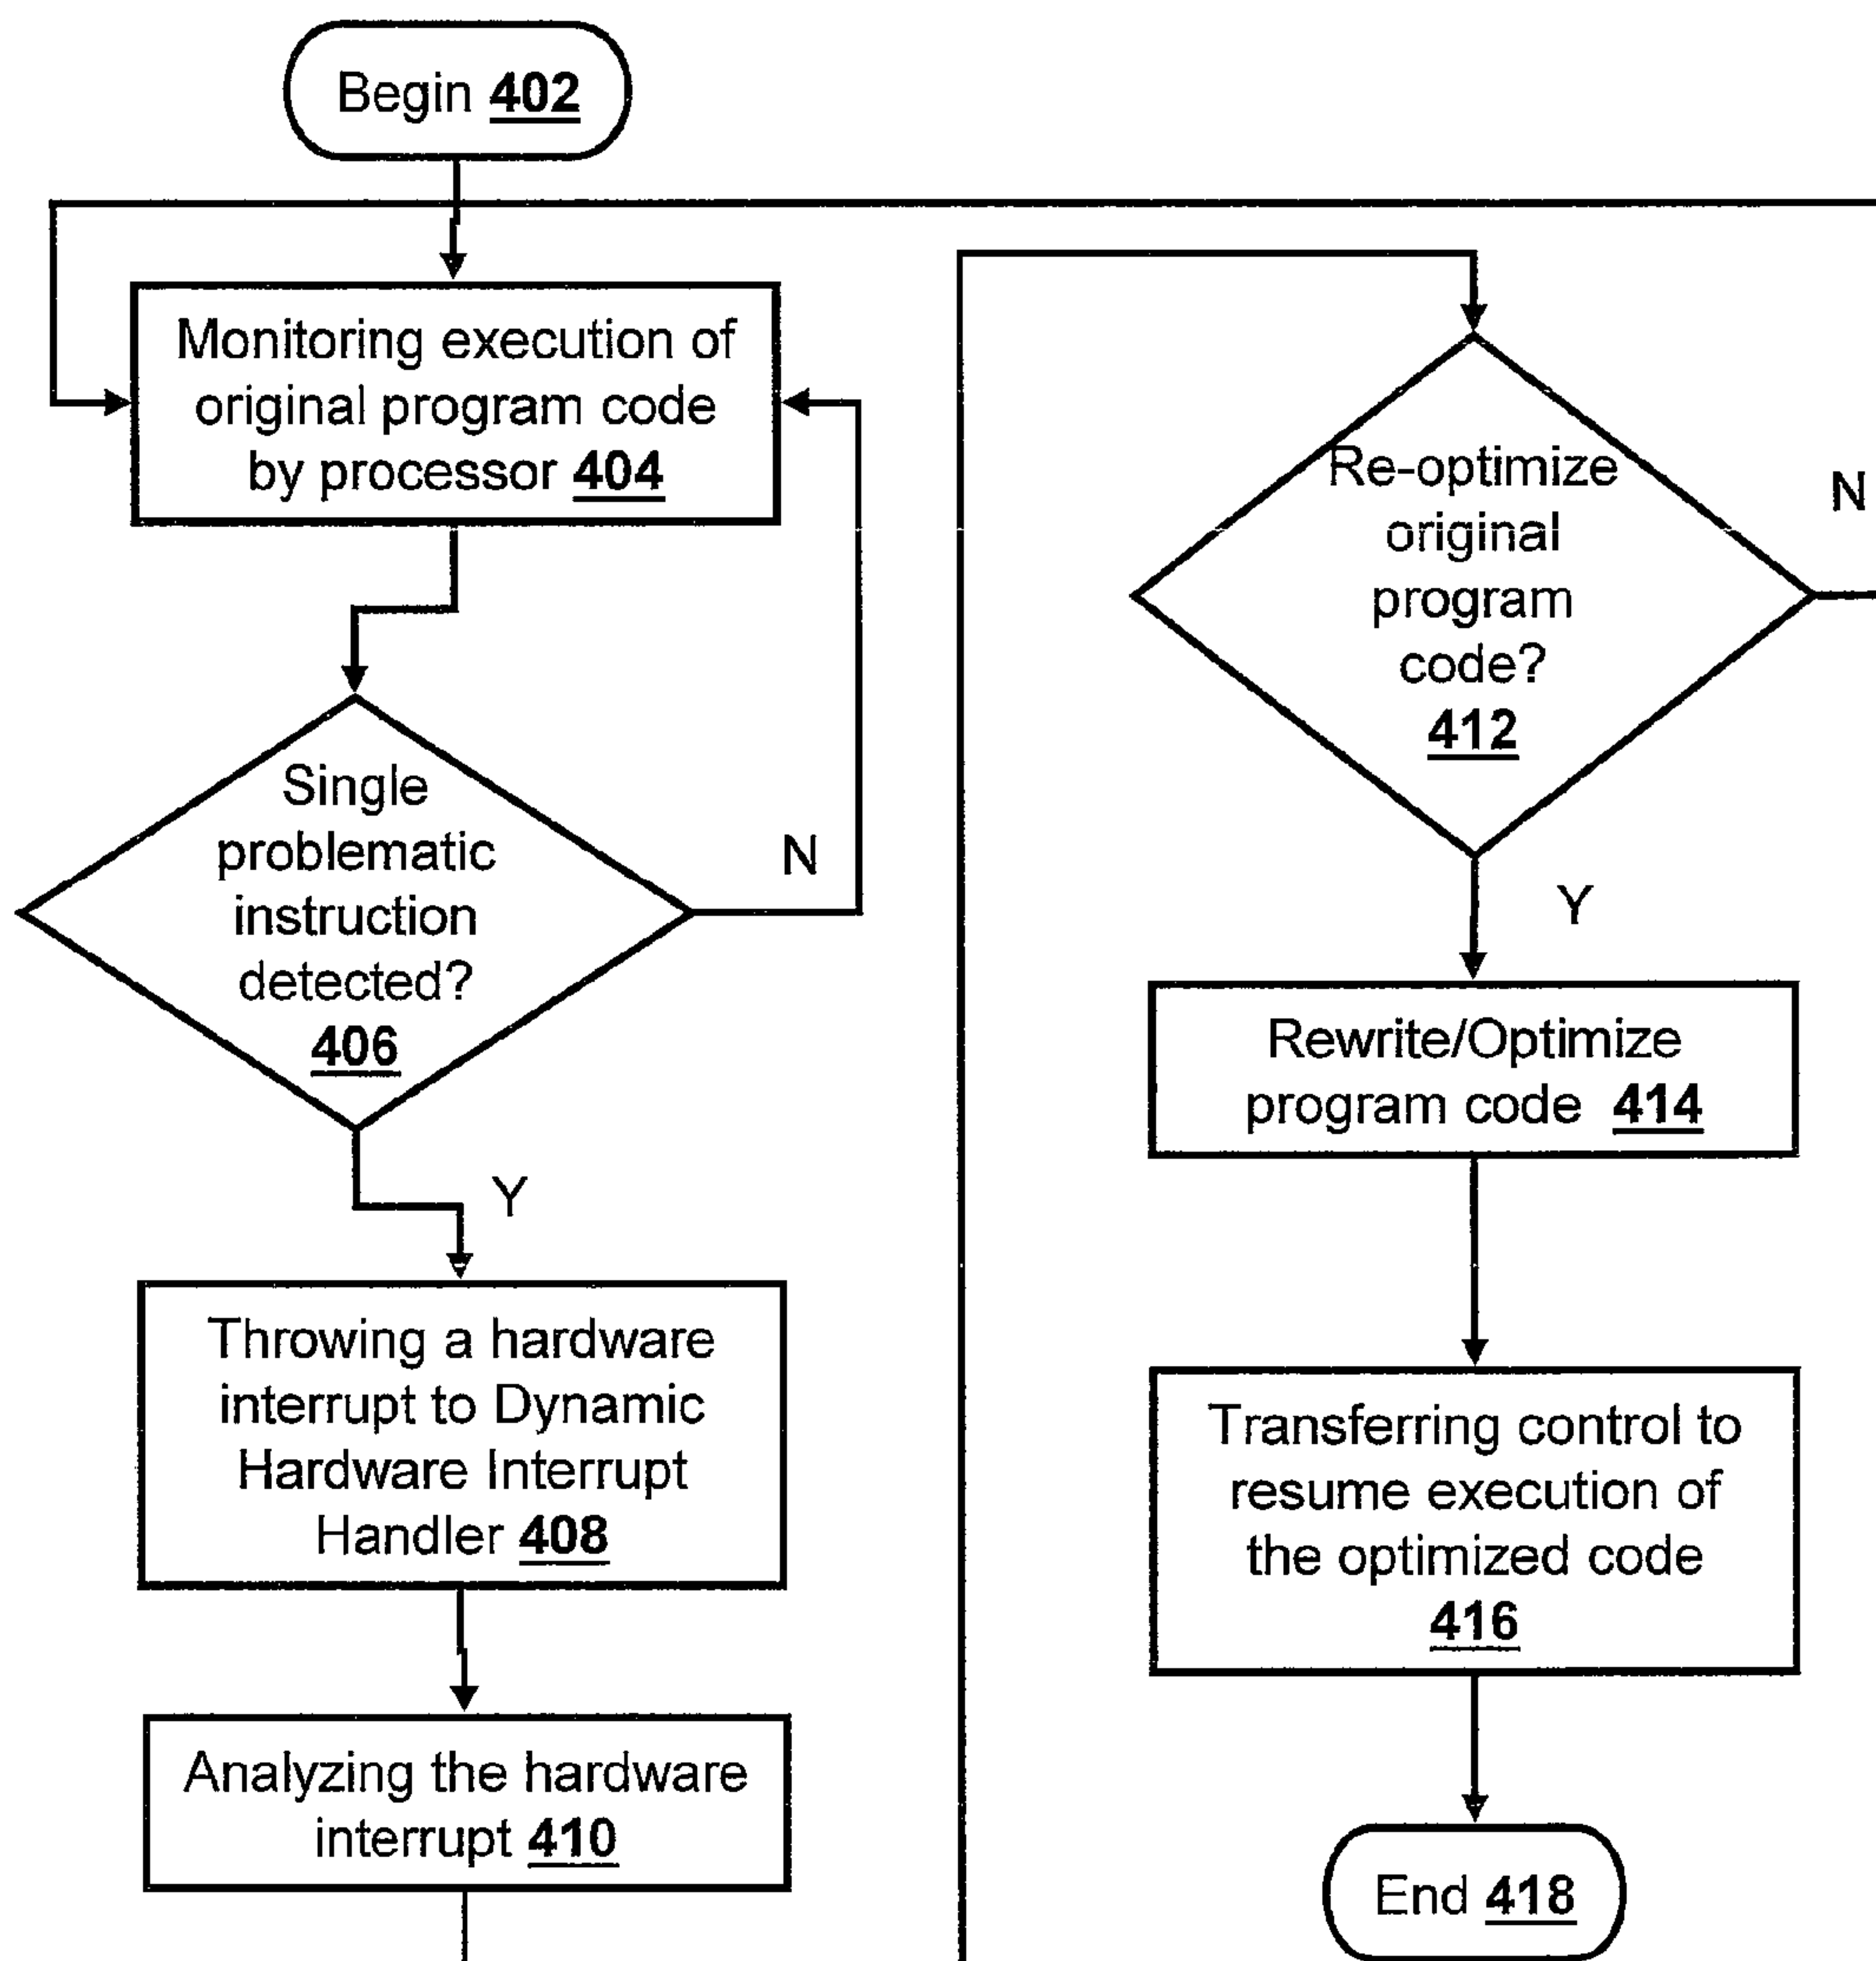 Begin 402
Monitoring execution of
original program code
by processor 404
Single
problematic
instruction
detected?
406
N
Y
Throwing a hardware
interrupt to Dynamic
Hardware Interrupt
Handler 408
Analyzing the hardware
interrupt 410
Re-optimize
original
program
code?
412
N
Y
Rewrite/Optimize
program code 414
Transferring control to
resume execution of
the optimized code
416
End 418